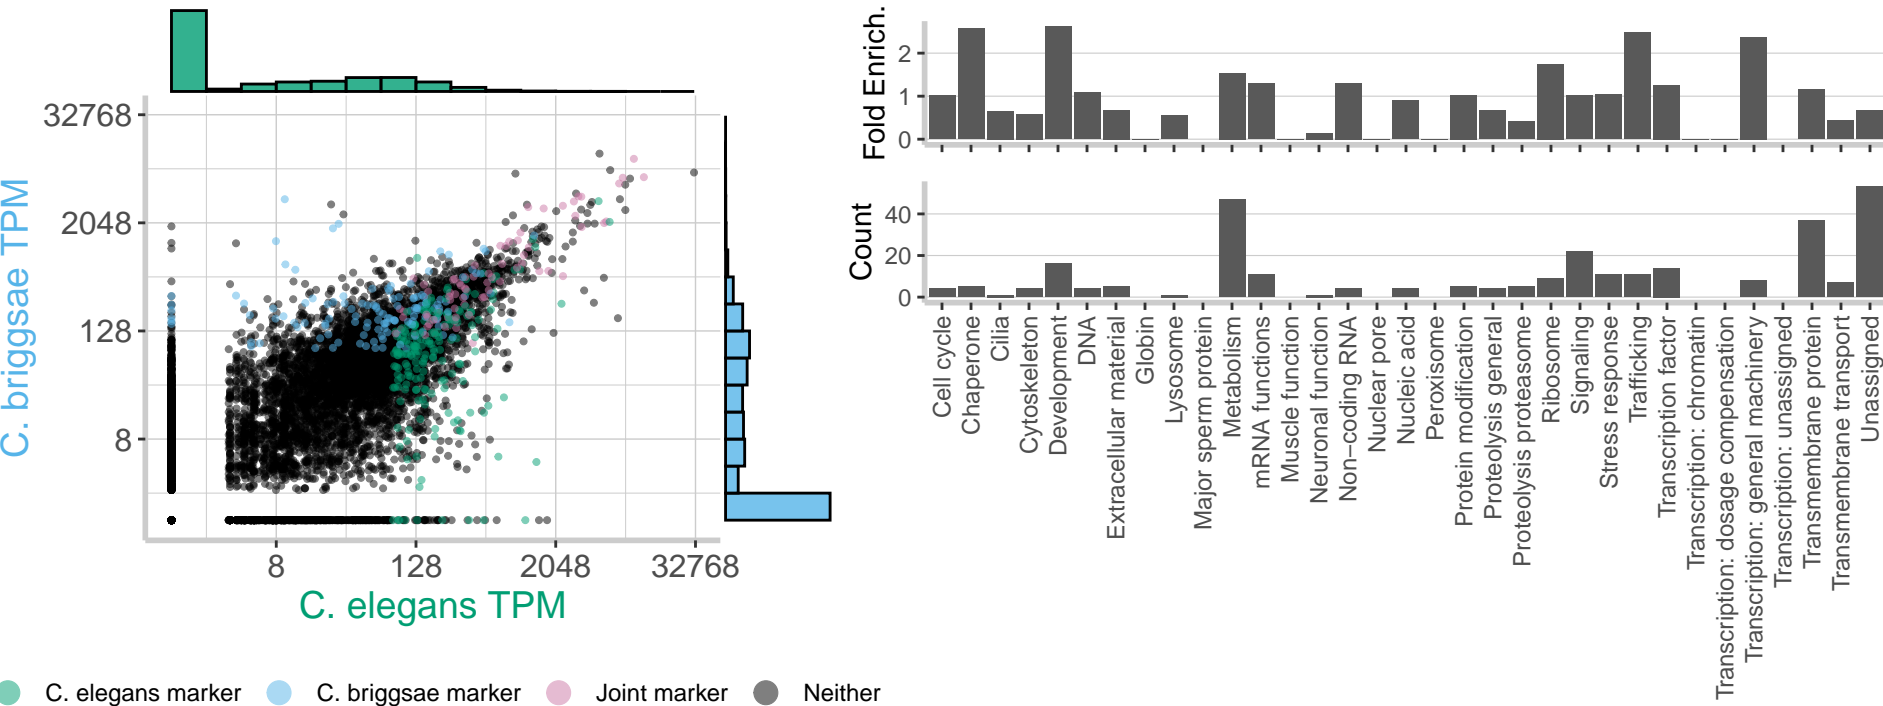 32768
2048
128
8
C. briggsae TPM
8
128
2048
32768
C. elegans TPM
C. elegans marker
C. briggsae marker
Joint marker
Neither
Fold Enrich.
2
1
0
Count
40
20
0
Cell cycle
Chaperone
Cilia
Cytoskeleton
Development
DNA
Extracellular material
Globin
Lysosome
Major sperm protein
Metabolism
mRNA functions
Muscle function
Neuronal function
Non−coding RNA
Nuclear pore
Nucleic acid
Peroxisome
Protein modification
Proteolysis general
Proteolysis proteasome
Ribosome
Signaling
Stress response
Trafficking
Transcription factor
Transcription: chromatin
Transcription: dosage compensation
Transcription: general machinery
Transcription: unassigned
Transmembrane protein
Transmembrane transport
Unassigned